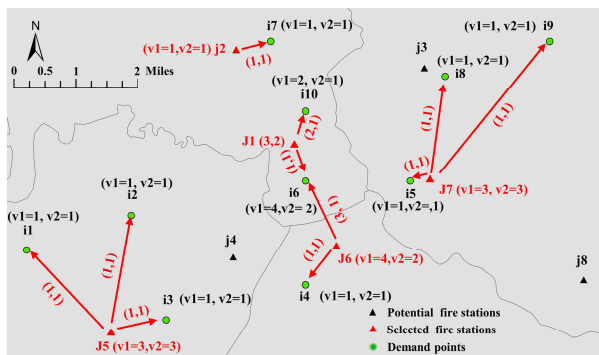 i7 (v1=1, v2=1)
i9
(v1=1, v2=1)
(v1=1,v2=1) j2
(1,1)
N
j3
(v1=1, v2=1)
i8
0 0.5 1 2 Miles
(v1=2, v2=1)
i10
(2,1)
(1,1)
(1,1)
J1 (3,2)
(1,1)
(1,1)
i6
i5
J7 (v1=3, v2=3)
(v1=4,v2= 2)
(v1=1,v2=,1)
(v1=1, v2=1)
i2
(v1=1, v2=1)
i1
(3,1)
j4
J6 (v1=4,v2=2)
j8
(1,1)
(1,1)
(1,1)
i4
(v1=1, v2=1)
i3 (v1=1, v2=1)
(1,1)
J5 (v1=3,v2=3)
Potential fire stations
Selected fire stations
Demand points